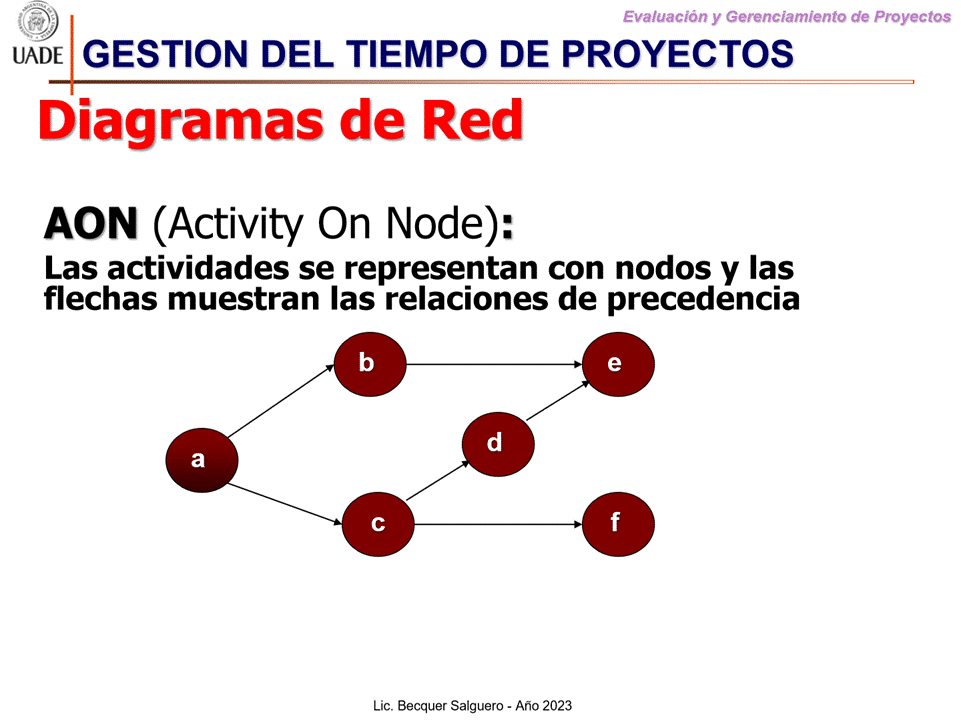 Evaluación y Gerenciamiento de Proyectos
UADE
GESTION DEL TIEMPO DE PROYECTOS
Diagramas de Red
AON (Activity On Node):
Las actividades se representan con nodos y las
flechas muestran las relaciones de precedencia
b
e
d
a
c
f
Lic. Becquer Salguero - Año 2023